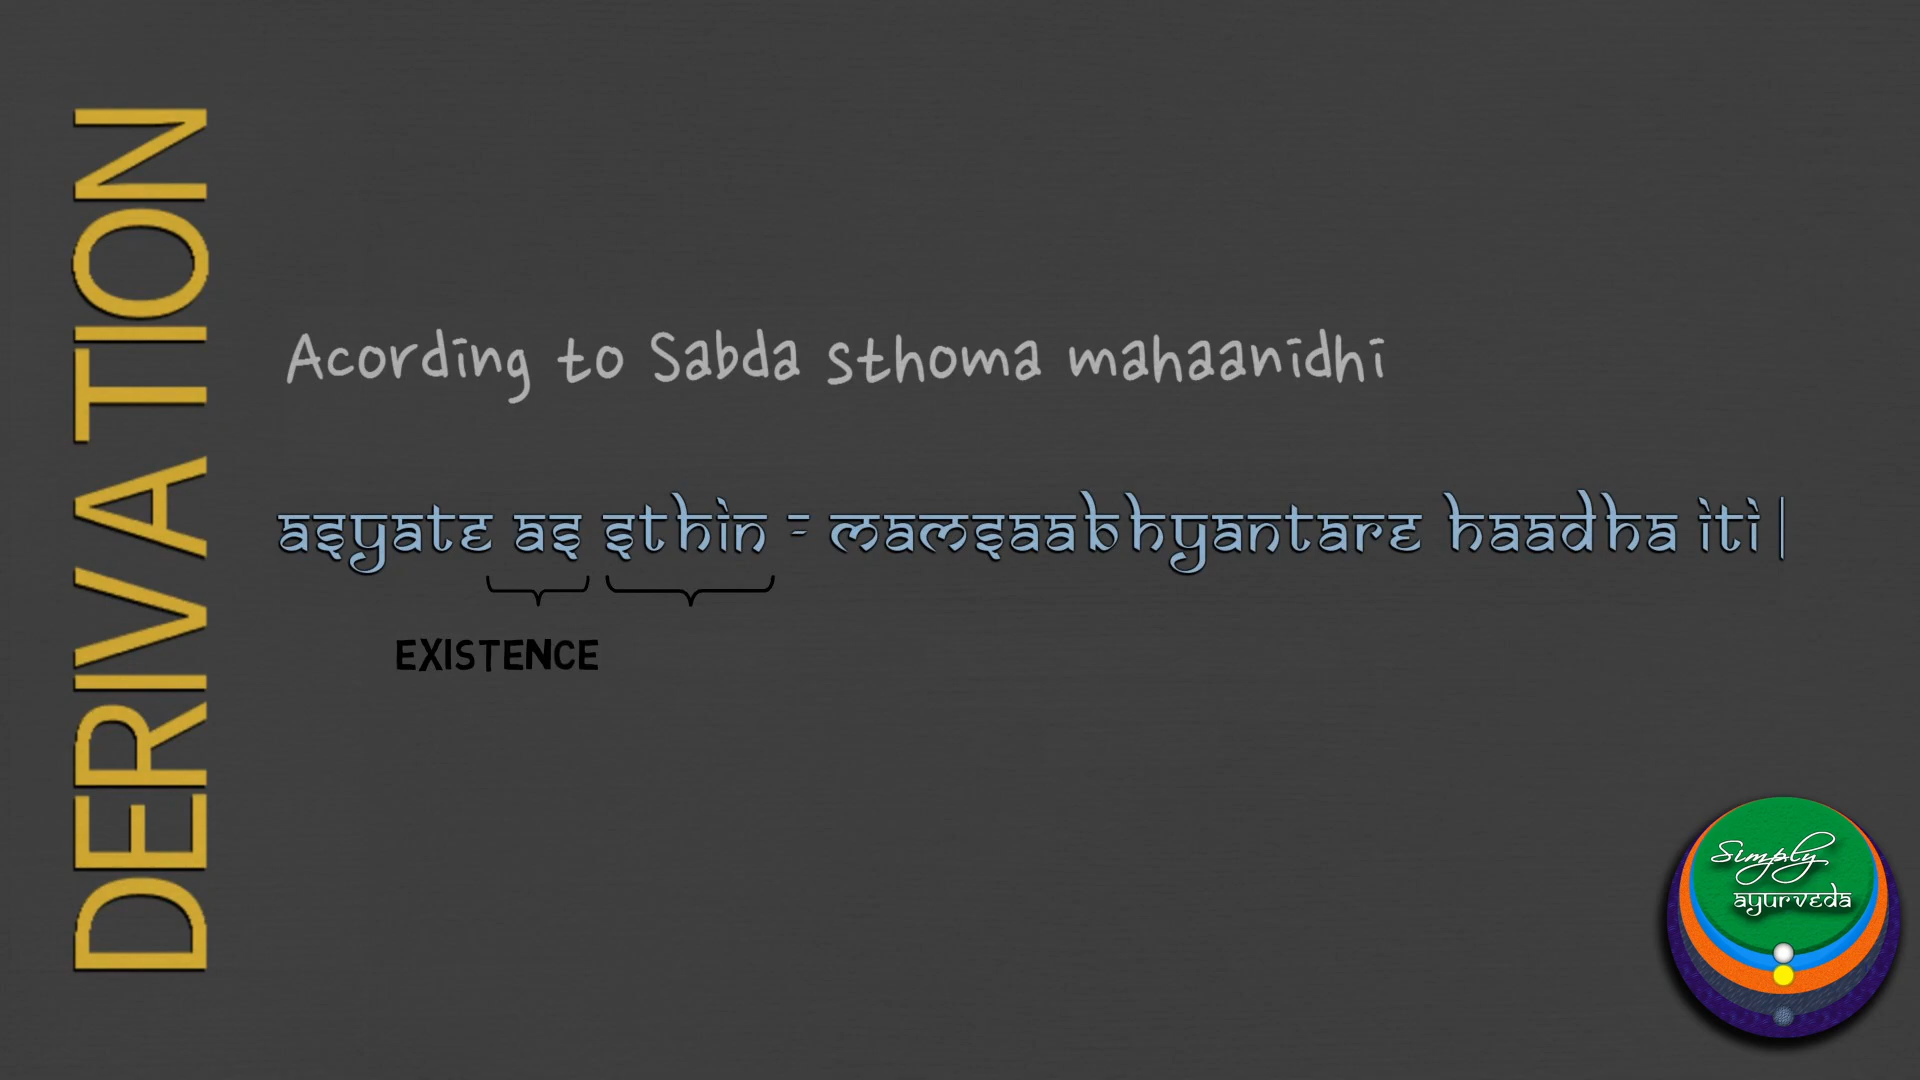 DERIVATION
Acording to Sabda sthoma mahaanidhi
asyate as sthin - mamsaabhyantare haadha iti |
EXISTENCE
Simply
ayurveda